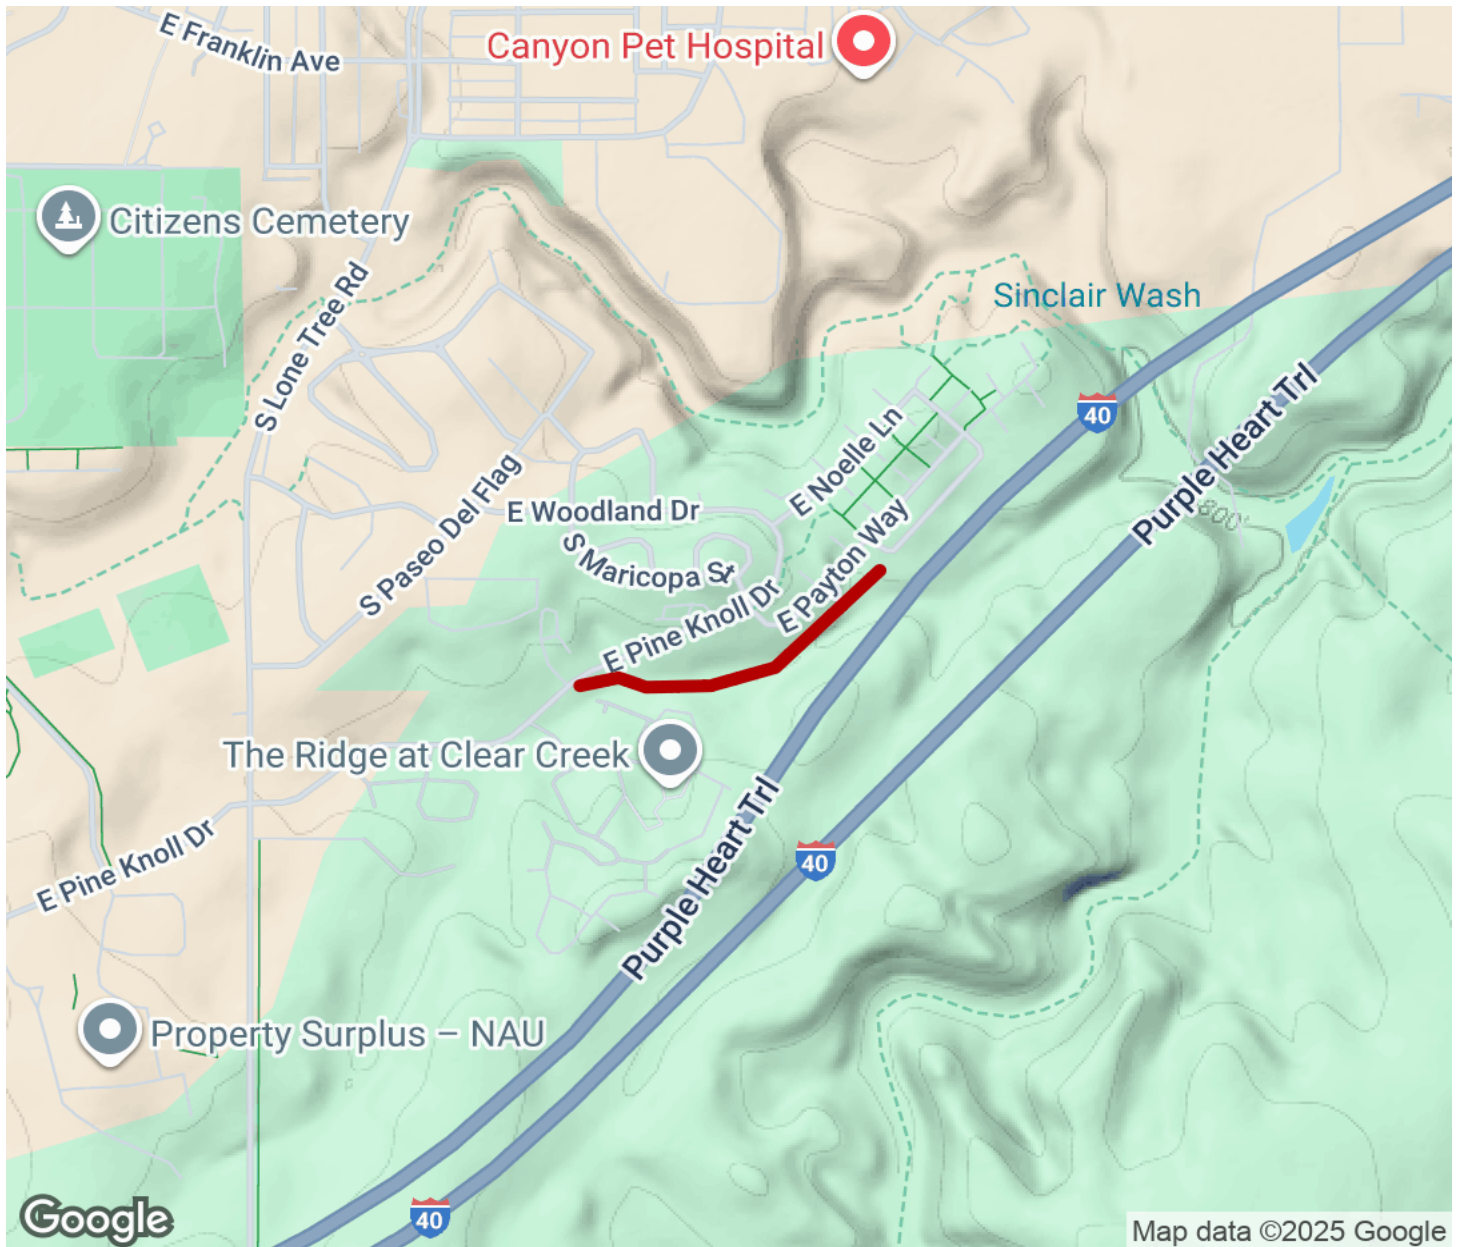 E Franklin Ave
Canyon Pet Hospital
Citizens Cemetery
S Lone Tree Rd
Sinclair Wash
40
Purple Heart Trl
E Noelle Ln
S Paseo Del Flag
E Woodland Dr
S Maricopa St
E Payton Way
E Pine Knoll Dr
The Ridge at Clear Creek
Purple Heart Trl
40
E Pine Knoll Dr
Property Surplus – NAU
40
Google
Map data ©2025 Google